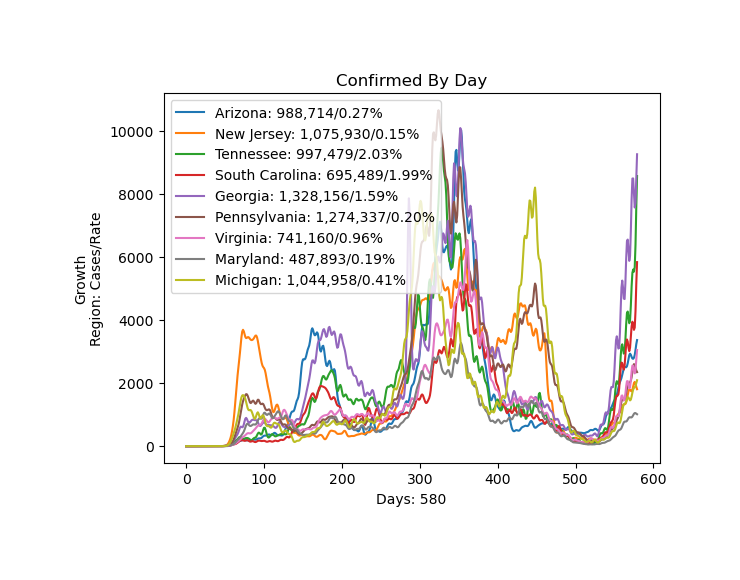 Confirmed By Day
Growth
Region: Cases/Rate
10000
8000
6000
4000
2000
0
Arizona: 988,714/0.27%
New Jersey: 1,075,930/0.15%
Tennessee: 997,479/2.03%
South Carolina: 695,489/1.99%
Georgia: 1,328,156/1.59%
Pennsylvania: 1,274,337/0.20%
Virginia: 741,160/0.96%
Maryland: 487,893/0.19%
Michigan: 1,044,958/0.41%
0 100 200 300 400 500 600
Days: 580